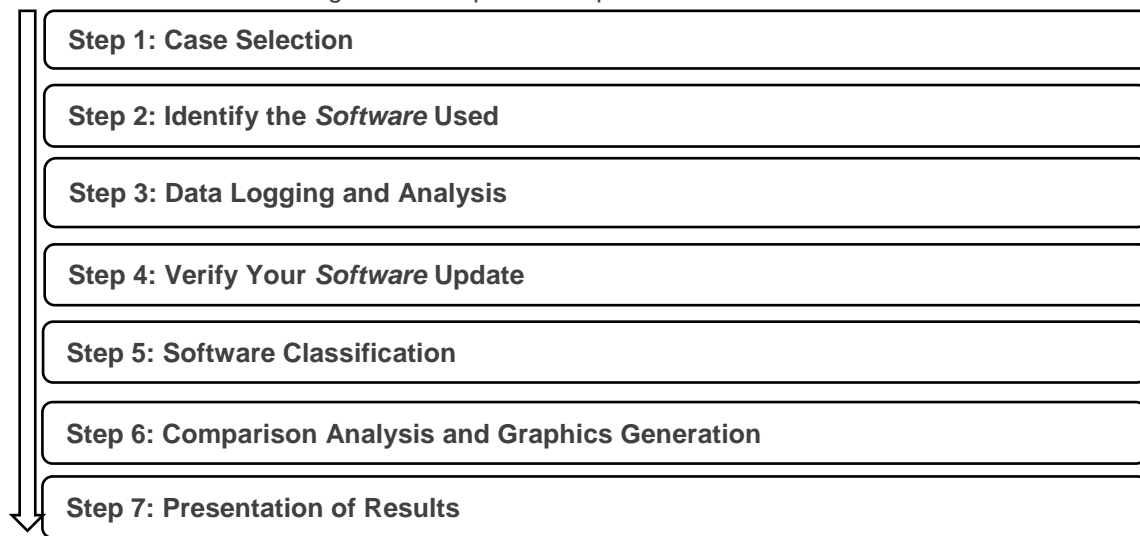 Step 1: Case Selection
Step 2: Identify the Software Used
Step 3: Data Logging and Analysis
Step 4: Verify Your Software Update
Step 5: Software Classification
Step 6: Comparison Analysis and Graphics Generation
Step 7: Presentation of Results